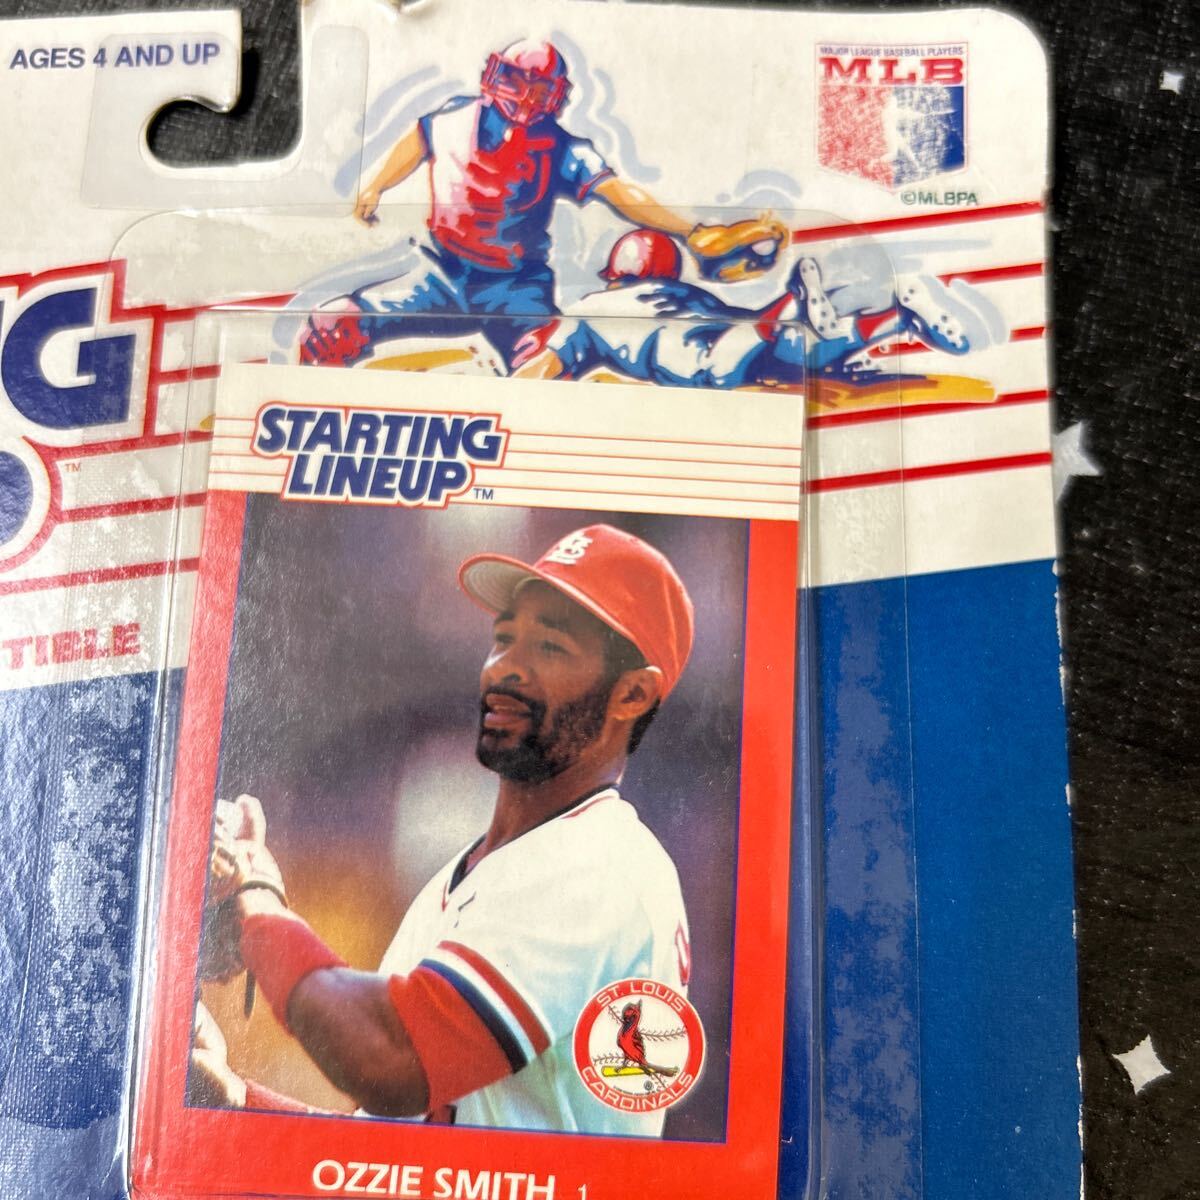 AGES 4 AND UP
MAJOR LEAGUE BASEBALL PLAYERS
MLB
©MLBPA
NG
TM
TIBLE
STARTING
LINEUP TM
ST. LOUIS
CARDINALS
®
OZZIE SMITH 1